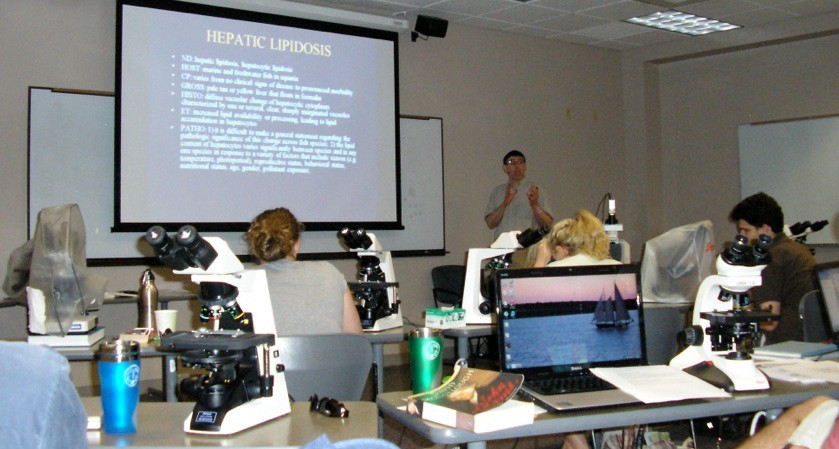 HEPATIC LIPIDOSIS
• ND: hepatic lipidosis, hepatocytic lipidosis
• HOST: marine and freshwater fish in aquaria
• CP: varies from no clinical signs of disease to pronounced morbidity
• GROSS: pale tan or yellow liver that floats in formalin
• HISTO: diffuse vacuolar change of hepatocytic cytoplasm
characterized by one or several, clear, sharply marginated vacuoles
• ET: increased lipid availability or processing, leading to lipid
accumulation in hepatocytes
• PATHO: 1) it is difficult to make a general statement regarding the
pathologic significance of this change across fish species; 2) the lipid
content of hepatocytes varies significantly between species and in any
one species in response to a variety of factors that include season (e.g.
temperature, photoperiod), reproductive status, behavioral status,
nutritional status, age, gender, pollutant exposure.